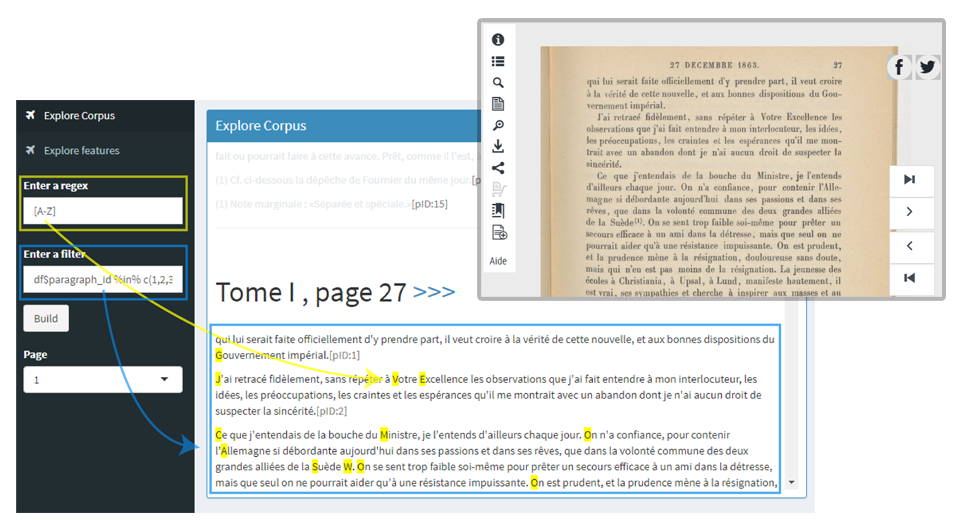 Explore Corpus
Explore features
Enter a regex
[A-Z]
Enter a filter
df$paragraph_id %in% c(1,2,3
Build
Page
1
Explore Corpus
fait ou pourrait faire à cette avance. Prêt, comme il l'est,
(1) Cf. ci-dessous la dépêche de Fournier du même jour.[p
(1) Note marginale : «Séparée et spéciale.»[pID:15]
Tome I , page 27 >>>
qui lui serait faite officiellement d'y prendre part, il veut croire à la vérité de cette nouvelle, et aux bonnes dispositions du
Gouvernement impérial.[pID:1]
J'ai retracé fidèlement, sans répéter à Votre Excellence les observations que j'ai fait entendre à mon interlocuteur, les
idées, les préoccupations, les craintes et les espérances qu'il me montrait avec un abandon dont je n'ai aucun droit de
suspecter la sincérité.[pID:2]
Ce que j'entendais de la bouche du Ministre, je l'entends d'ailleurs chaque jour. On n'a confiance, pour contenir
l'Allemagne si débordante aujourd'hui dans ses passions et dans ses rêves, que dans la volonté commune des deux
grandes alliées de la Suède W. On se sent trop faible soi-même pour prêter un secours efficace à un ami dans la détresse,
mais que seul on ne pourrait aider qu'à une résistance impuissante. On est prudent, et la prudence mène à la résignation,
Aide
27 DECEMBRE 1863. 27
qui lui serait faite officiellement d'y prendre part, il veut croire
à la vérité de cette nouvelle, et aux bonnes dispositions du Gou-
vernement impérial.
J'ai retracé fidèlement, sans répéter à Votre Excellence les
observations que j'ai fait entendre à mon interlocuteur, les idées,
les préoccupations, les craintes et les espérances qu'il me mon-
trait avec un abandon dont je n'ai aucun droit de suspecter la
sincérité.
Ce que j'entendais de la bouche du Ministre, je l'entends
d'ailleurs chaque jour. On n'a confiance, pour contenir l'Alle-
magne si débordante aujourd'hui dans ses passions et dans ses
rêves, que dans la volonté commune des deux grandes alliées
de la Suède(1). On se sent trop faible soi-même pour prêter un
secours efficace à un ami dans la détresse, mais que seul on ne
pourrait aider qu'à une résistance impuissante. On est prudent,
et la prudence mène à la résignation, douloureuse sans doute,
mais qui n'en est pas moins de la résignation. La jeunesse des
écoles à Christiania, à Upsal, à Lund, manifeste hautement, il
est vrai, ses sympathies et cherche à inspirer aux masses et au